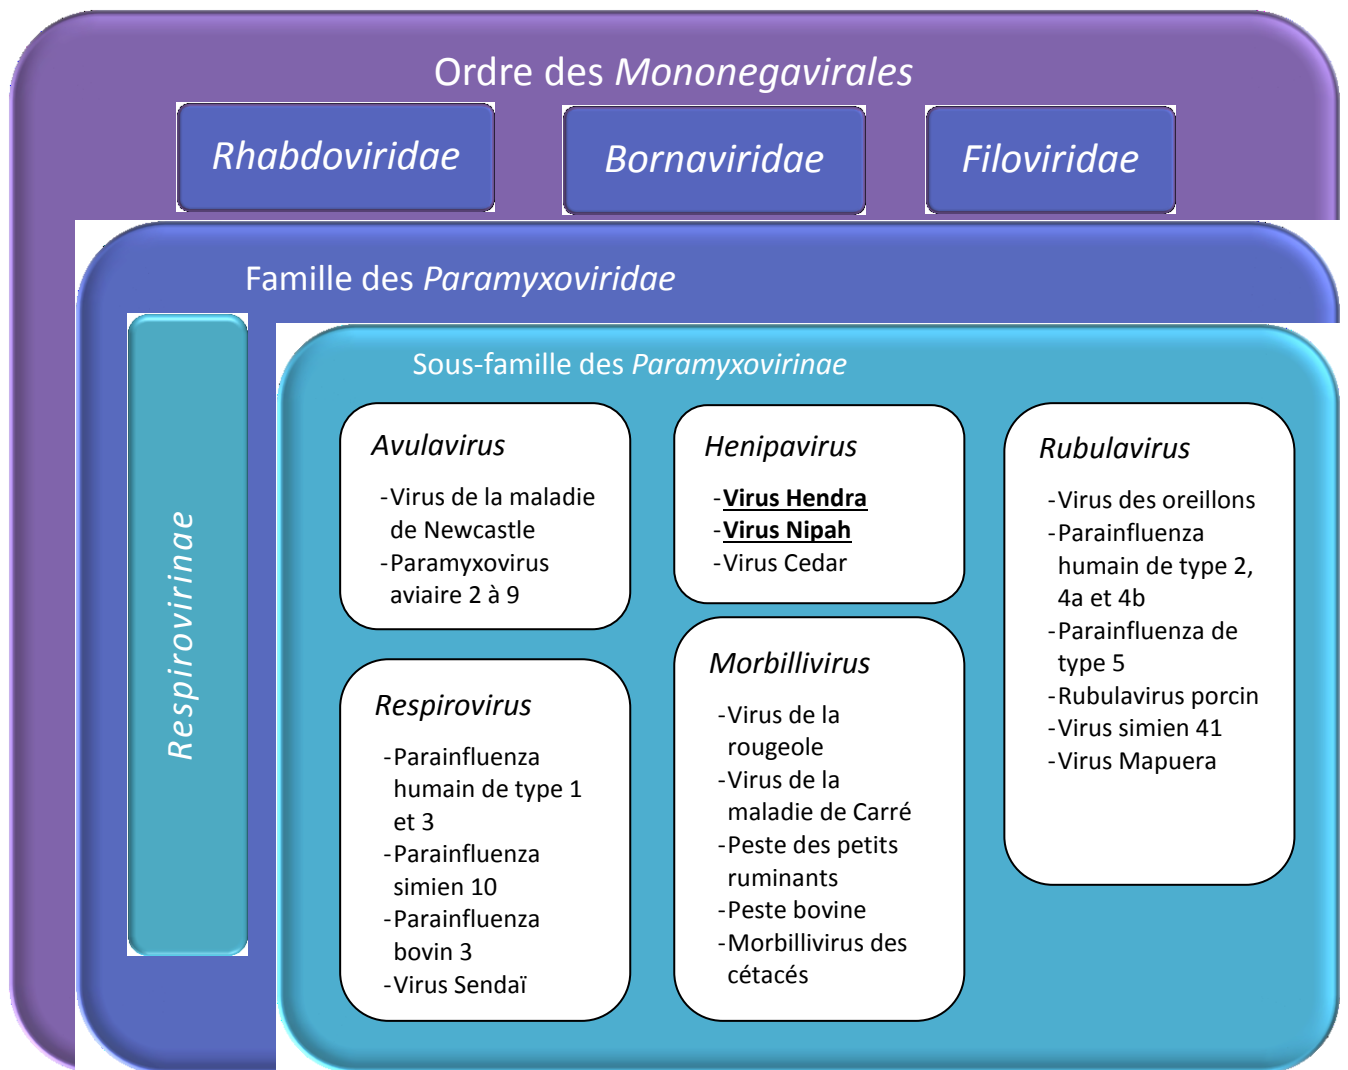 Ordre des Mononegavirales
Rhabdoviridae
Bornaviridae
Filoviridae
Famille des Paramyxoviridae
Respirovirinae
Sous-famille des Paramyxovirinae
Avulavirus
-Virus de la maladie
de Newcastle
-Paramyxovirus
aviaire 2 à 9
Henipavirus
-Virus Hendra
-Virus Nipah
-Virus Cedar
Rubulavirus
-Virus des oreillons
-Parainfluenza
humain de type 2,
4a et 4b
-Parainfluenza de
type 5
-Rubulavirus porcin
-Virus simien 41
-Virus Mapuera
Respirovirus
-Parainfluenza
humain de type 1
et 3
-Parainfluenza
simien 10
-Parainfluenza
bovin 3
-Virus Sendaï
Morbillivirus
-Virus de la
rougeole
-Virus de la
maladie de Carré
-Peste des petits
ruminants
-Peste bovine
-Morbillivirus des
cétacés